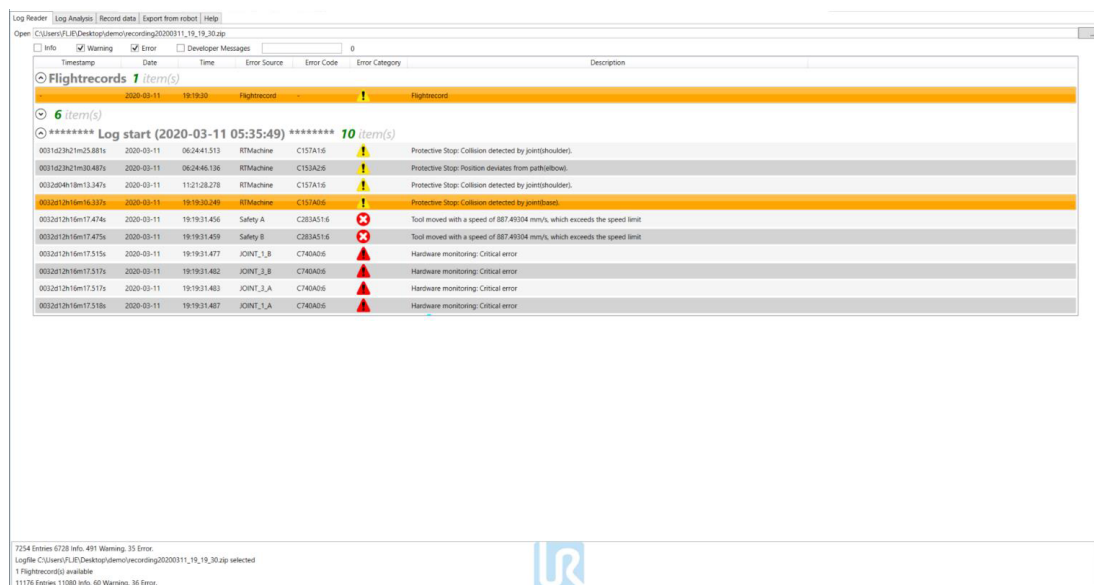 Log Reader Log Analysis Record data Export from robot Help
Open C:\Users\FLJE\Desktop\demo\recording20200311_19_19_30.zip ...
Info Warning Error Developer Messages 0
Timestamp Date Time Error Source Error Code Error Category Description
Flightrecords 1 item(s)
- 2020-03-11 19:19:30 Flightrecord - Flightrecord
6 item(s)
******** Log start (2020-03-11 05:35:49) ******** 10 item(s)
0031d23h21m25.881s 2020-03-11 06:24:41.513 RTMachine C157A1:6 Protective Stop: Collision detected by joint(shoulder).
0031d23h21m30.487s 2020-03-11 06:24:46.136 RTMachine C153A2:6 Protective Stop: Position deviates from path(elbow).
0032d04h18m13.347s 2020-03-11 11:21:28.278 RTMachine C157A1:6 Protective Stop: Collision detected by joint(shoulder).
0032d12h16m16.337s 2020-03-11 19:19:30.249 RTMachine C157A0:6 Protective Stop: Collision detected by joint(base).
0032d12h16m17.474s 2020-03-11 19:19:31.456 Safety A C283A51:6 Tool moved with a speed of 887.49304 mm/s, which exceeds the speed limit
0032d12h16m17.475s 2020-03-11 19:19:31.459 Safety B C283A51:6 Tool moved with a speed of 887.49304 mm/s, which exceeds the speed limit
0032d12h16m17.515s 2020-03-11 19:19:31.477 JOINT_1_B C740A0:6 Hardware monitoring: Critical error
0032d12h16m17.517s 2020-03-11 19:19:31.482 JOINT_3_B C740A0:6 Hardware monitoring: Critical error
0032d12h16m17.517s 2020-03-11 19:19:31.483 JOINT_3_A C740A0:6 Hardware monitoring: Critical error
0032d12h16m17.518s 2020-03-11 19:19:31.487 JOINT_1_A C740A0:6 Hardware monitoring: Critical error
7254 Entries 6728 Info. 491 Warning. 35 Error.
Logfile C:\Users\FLJE\Desktop\demo\recording20200311_19_19_30.zip selected
1 Flightrecord(s) available
11176 Entries 11080 Info. 60 Warning. 36 Error.
UR